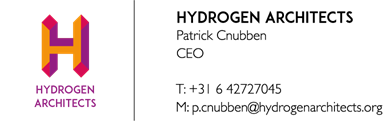 HYDROGEN
ARCHITECTS
HYDROGEN ARCHITECTS
Patrick Cnubben
CEO
T: +31 6 42727045
M: p.cnubben@hydrogenarchitects.org